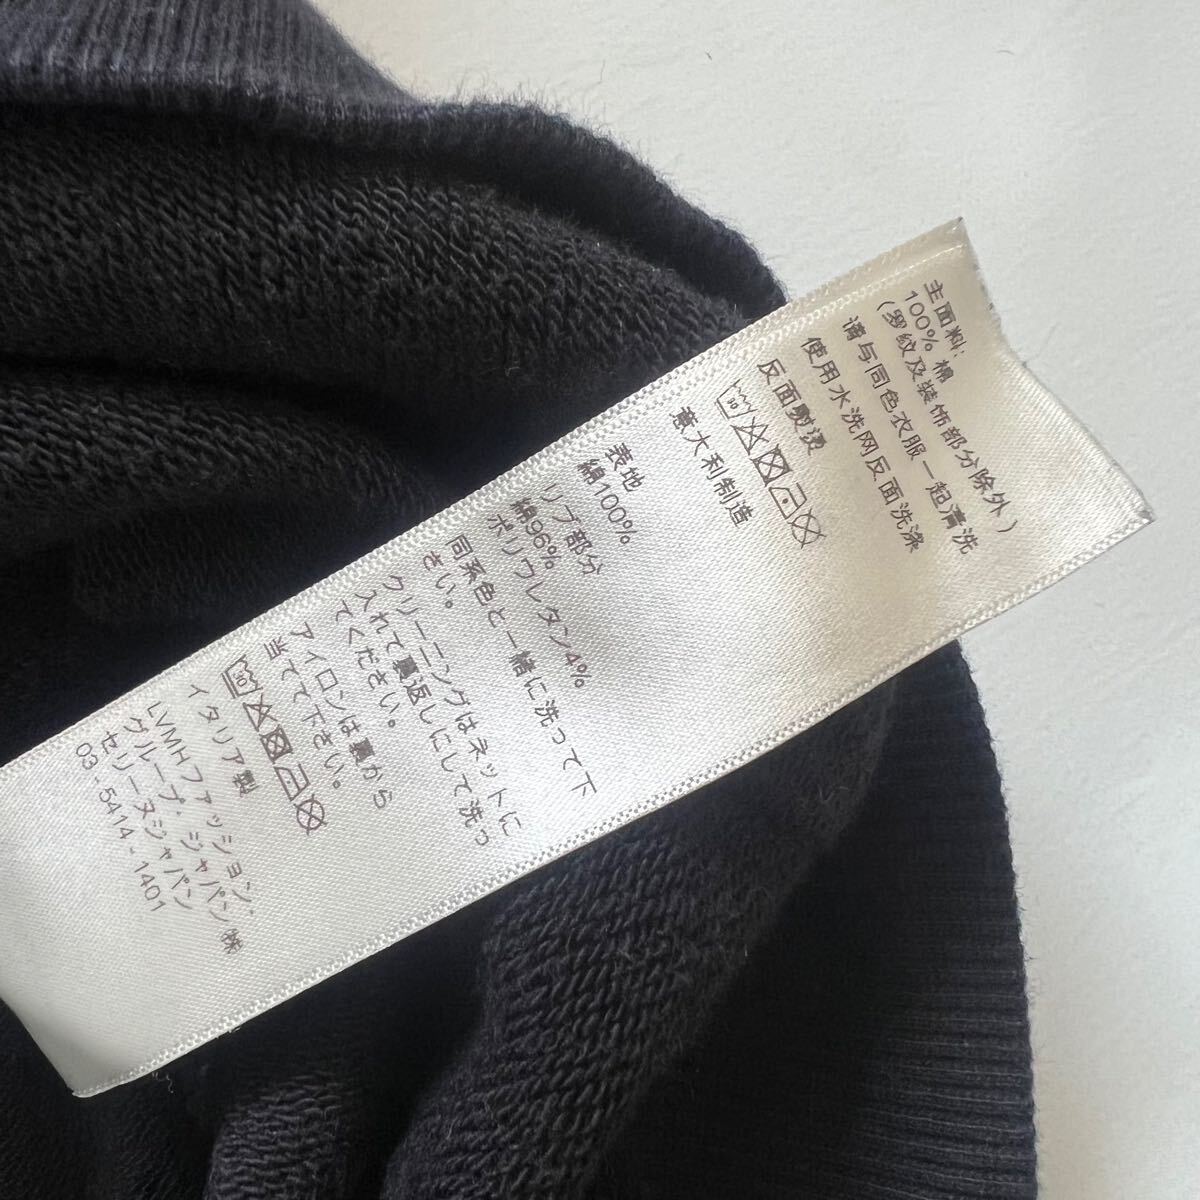 主面料:
100% 棉
(罗纹及装饰部分除外)
请与同色衣服一起清洗
使用水洗网反面洗涤
反面熨烫
30
意大利制造
表地
綿100%
リブ部分
綿96%
ポリウレタン4%
同系色と一緒に洗って下
さい。
クリーニングはネットに
入れて裏返しにして洗っ
てください。
アイロンは裏から
当てて下さい。
30
イタリア製
LVMHファッション・
グループ・ジャパン㈱
セリーヌジャパン
03-5414-1401